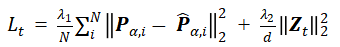 L_t = \frac{\lambda_1}{N} \sum_i^N \left\| \boldsymbol{P}_{\alpha,i} - \widehat{\boldsymbol{P}}_{\alpha,i} \right\|_2^2 + \frac{\lambda_2}{d} \left\| \boldsymbol{Z}_t \right\|_2^2